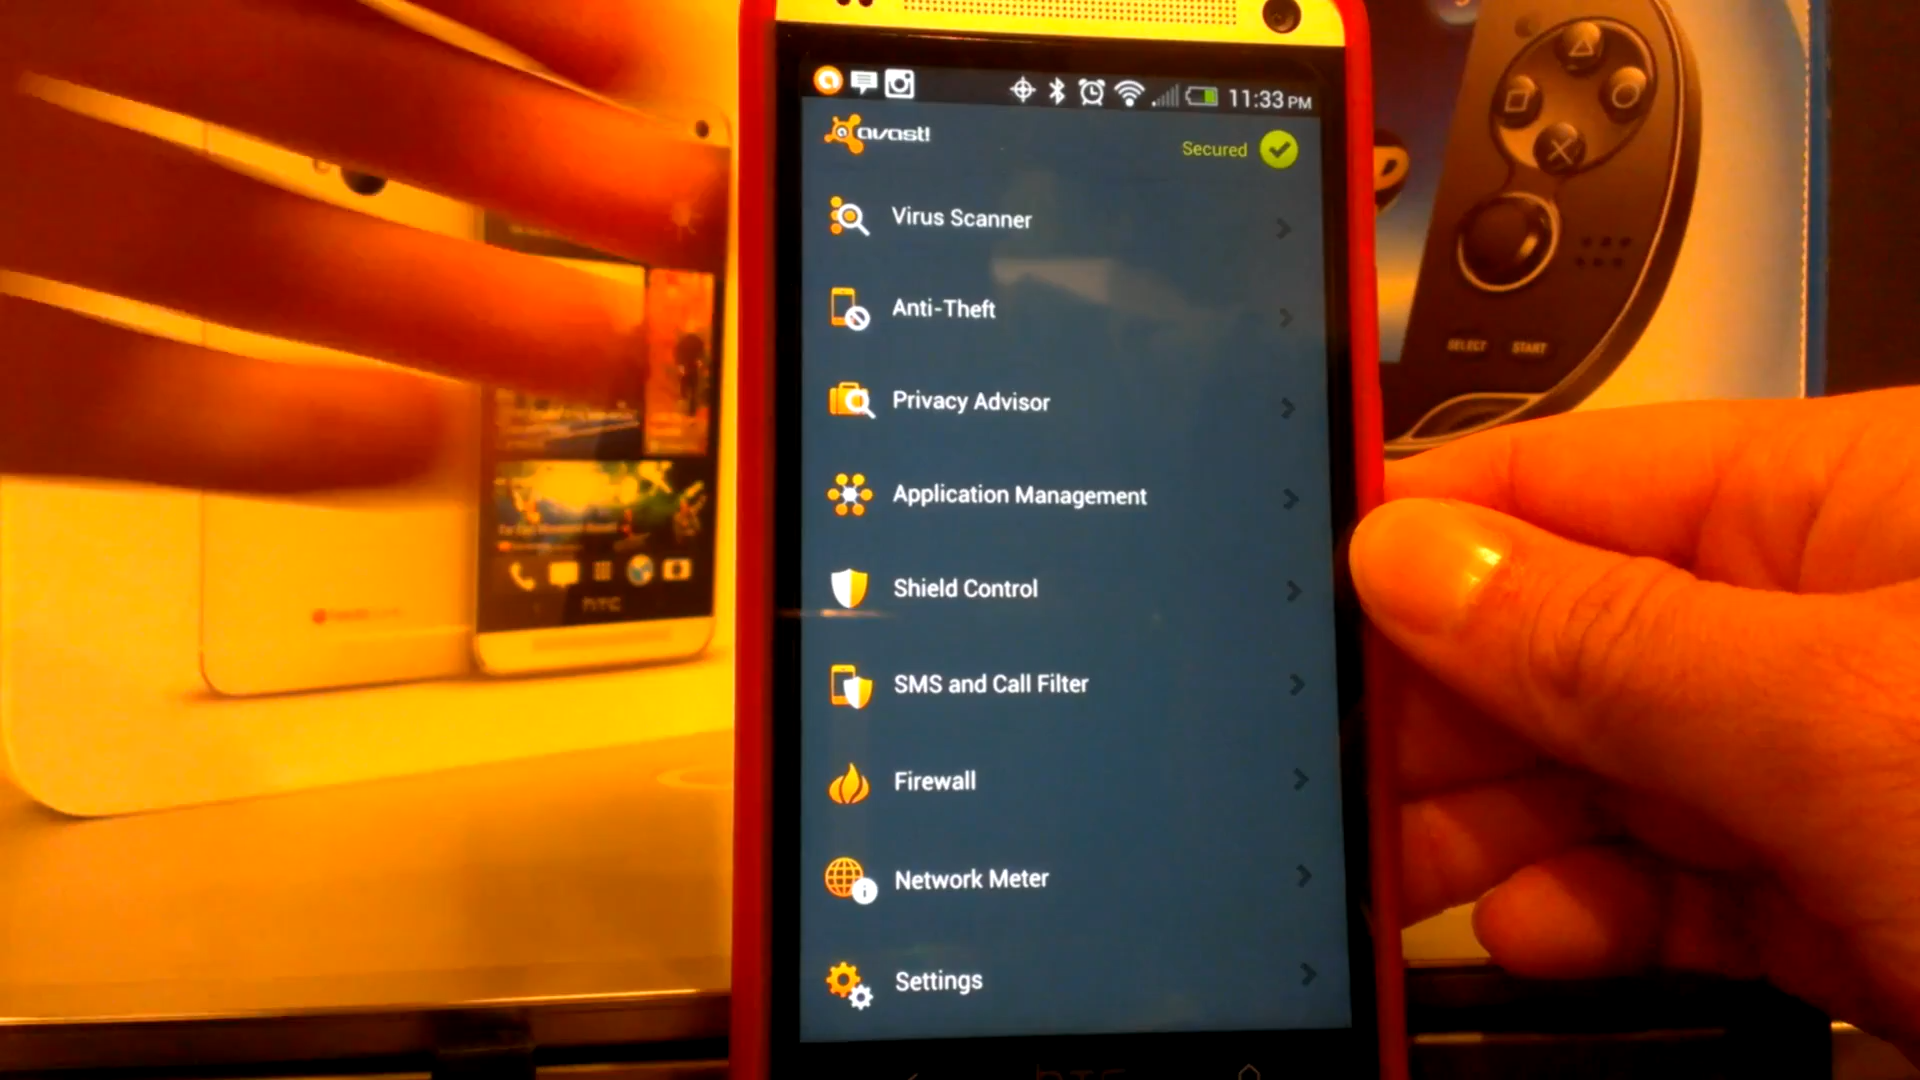 11:33 PM
avast!
Secured
Virus Scanner
Anti-Theft
Privacy Advisor
Application Management
Shield Control
SMS and Call Filter
Firewall
Network Meter
Settings
hTC
SELECT START
hTC